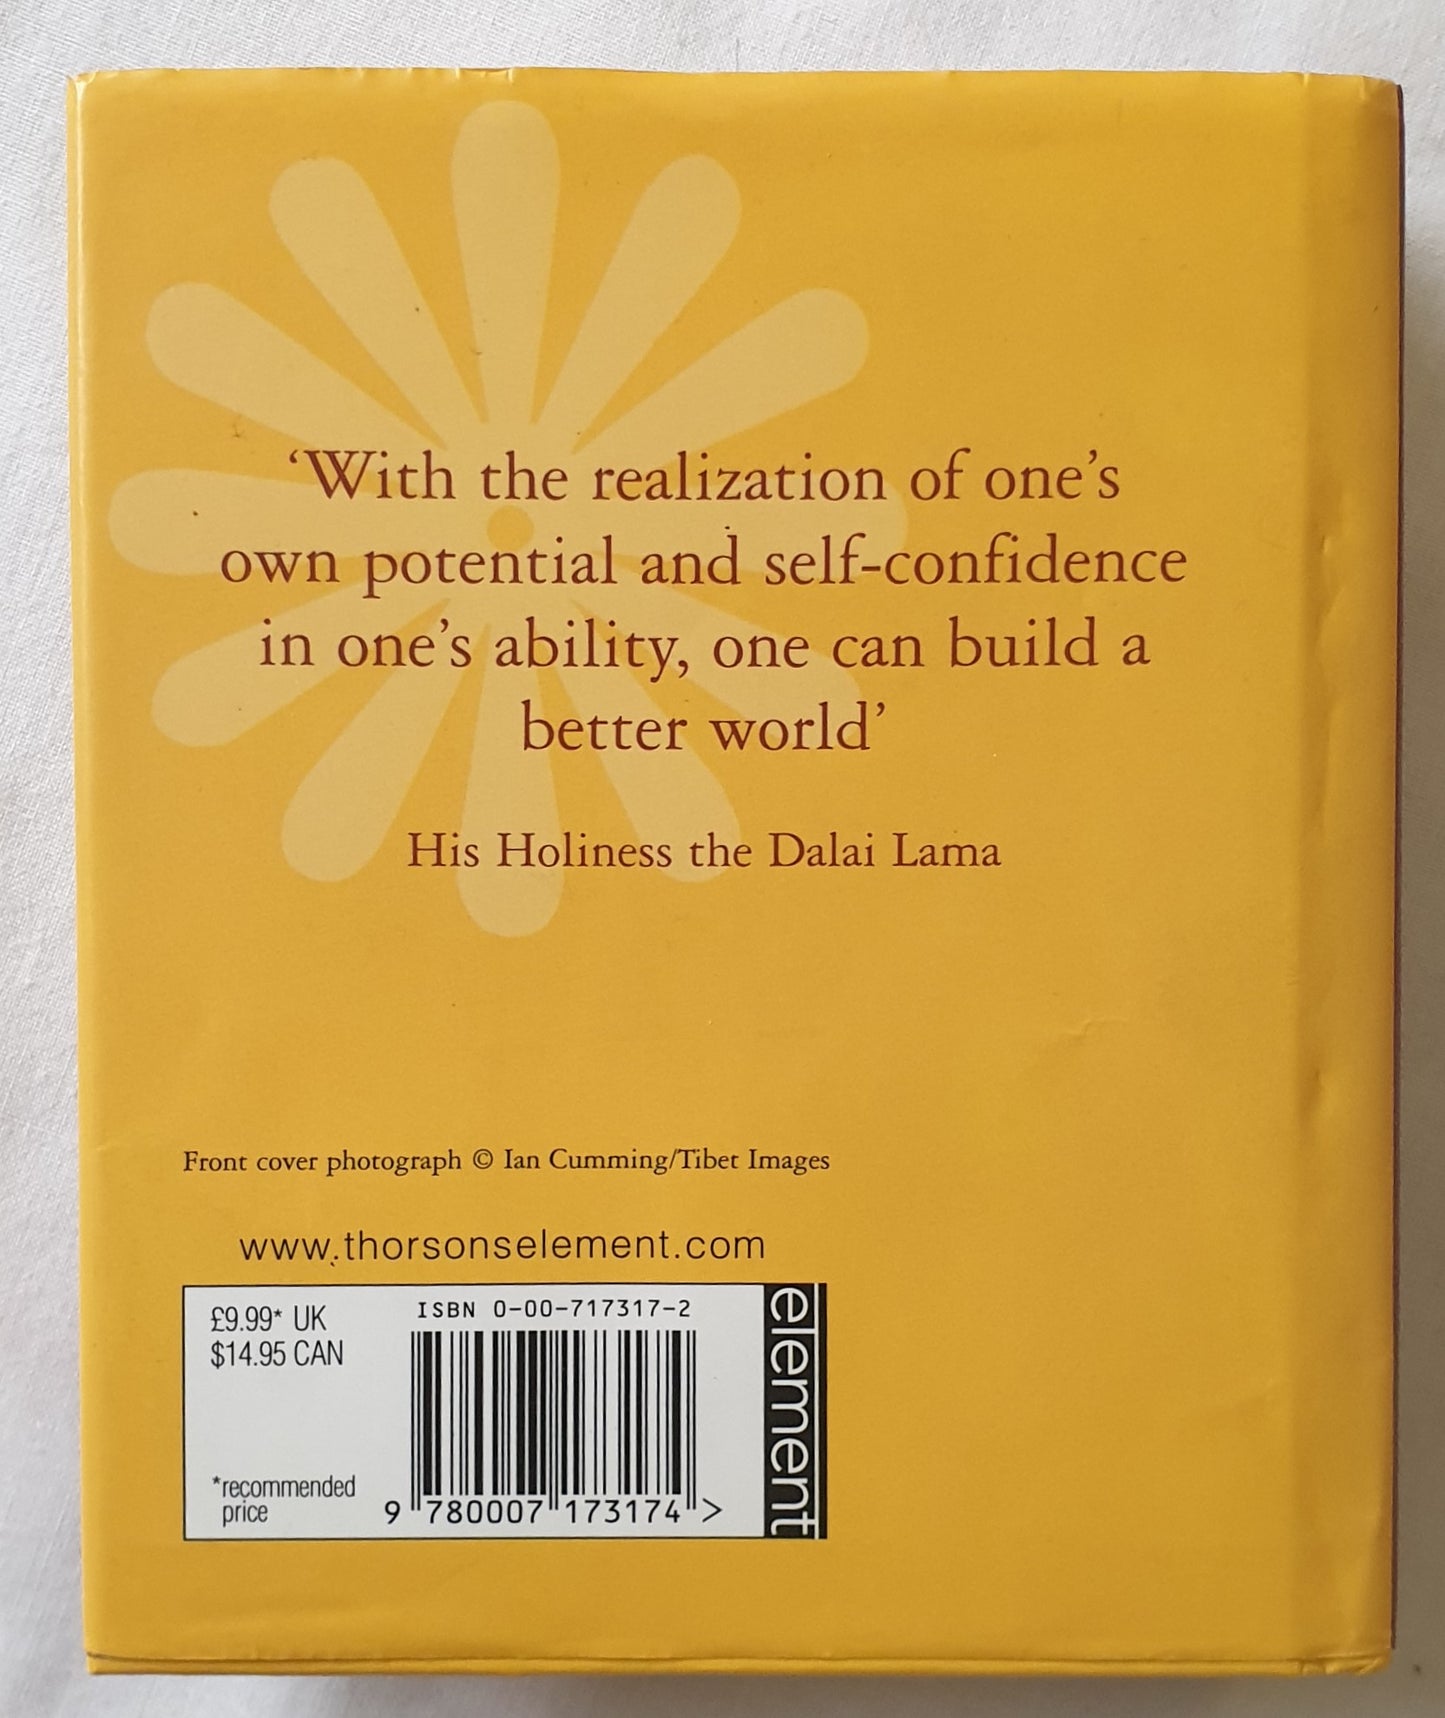 ‘With the realization of one’s
own potential and self-confidence
in one’s ability, one can build a
better world’
His Holiness the Dalai Lama
Front cover photograph © Ian Cumming/Tibet Images
www.thorsonselement.com
£9.99* UK
$14.95 CAN
*recommended
price
ISBN 0-00-717317-2
9 780007 173174 >
element